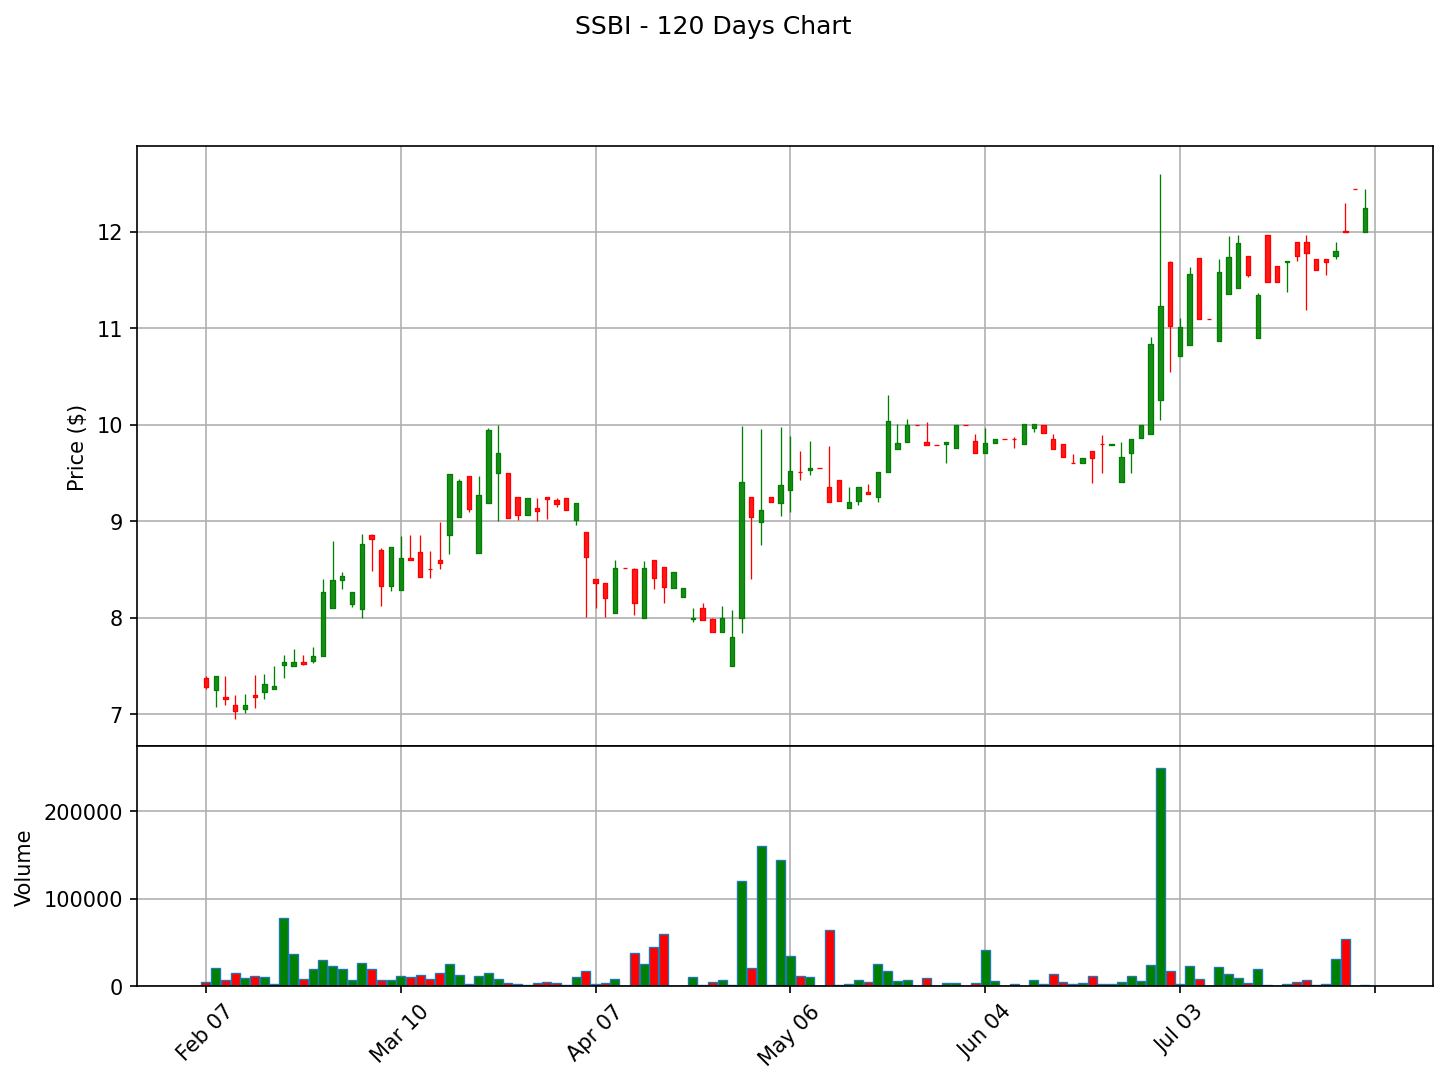 SSBI - 120 Days Chart
Price ($)
12
11
10
9
8
7
Volume
200000
100000
0
Feb 07
Mar 10
Apr 07
May 06
Jun 04
Jul 03